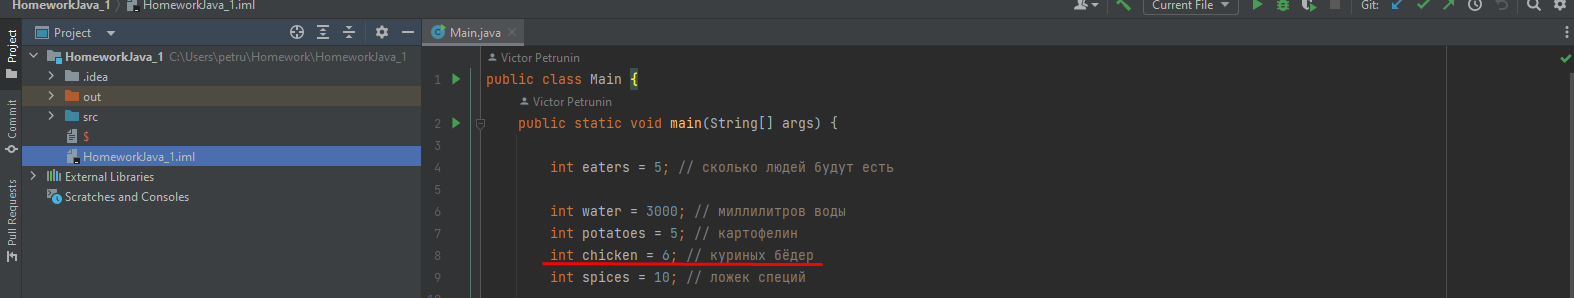 HomeworkJava_1 〉 HomeworkJava_1.iml
Current File
Git:
Project
Commit
Pull Requests
Project
HomeworkJava_1 C:\Users\petru\Homework\HomeworkJava_1
.idea
out
src
$
HomeworkJava_1.iml
External Libraries
Scratches and Consoles
Main.java
Victor Petrunin
1 public class Main {
Victor Petrunin
2 public static void main(String[] args) {
3
4 int eaters = 5; // сколько людей будут есть
5
6 int water = 3000; // миллилитров воды
7 int potatoes = 5; // картофелин
8 int chicken = 6; // куриных бёдер
9 int spices = 10; // ложек специй